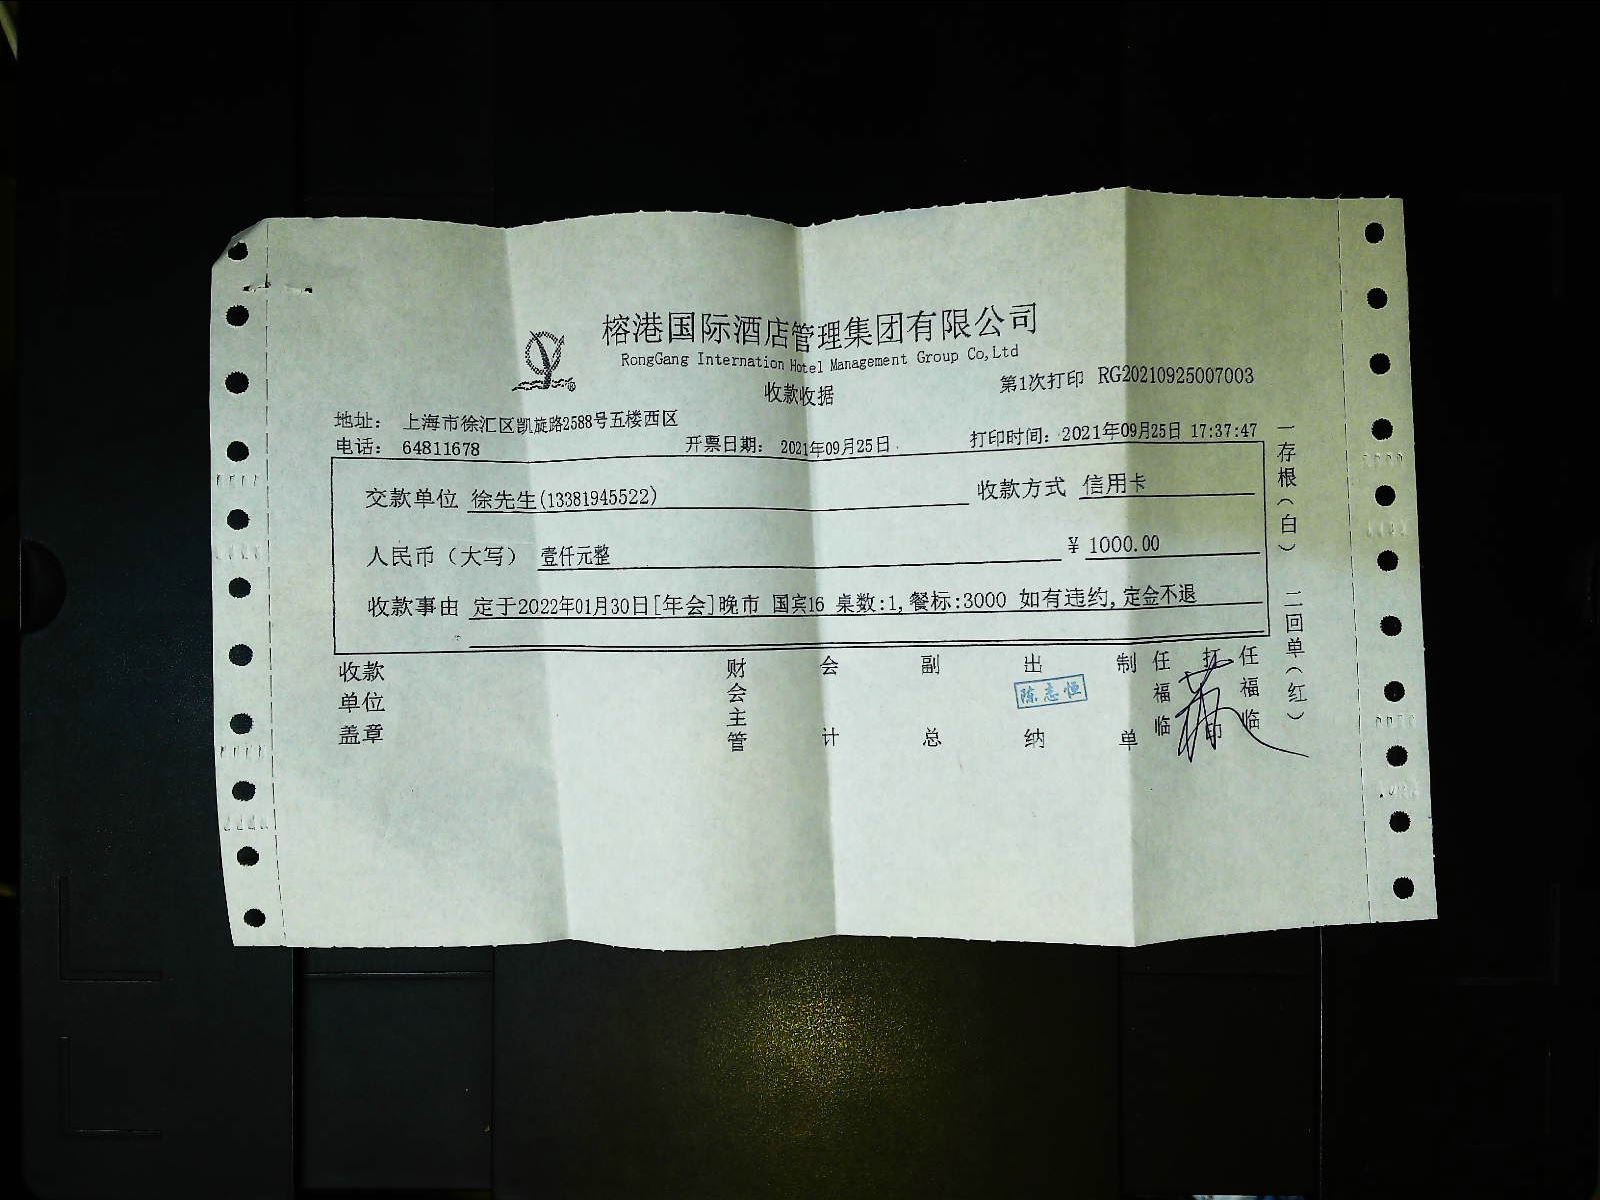 榕港国际酒店管理集团有限公司
RongGang Internation Hotel Management Group Co,Ltd
收款收据
第1次打印 RG20210925007003
地址： 上海市徐汇区凯旋路2588号五楼西区
电话： 64811678 开票日期： 2021年09月25日 打印时间： 2021年09月25日 17:37:47
交款单位 徐先生(13381945522) 收款方式 信用卡
人民币（大写） 壹仟元整 ¥ 1000.00
收款事由 定于2022年01月30日[年会]晚市 国宾16 桌数:1,餐标:3000 如有违约,定金不退
收款单位盖章
财会主管
会计
副总
出纳
陈志恒
制单
任福临
打印
任福临
一存根（白） 二回单（红）